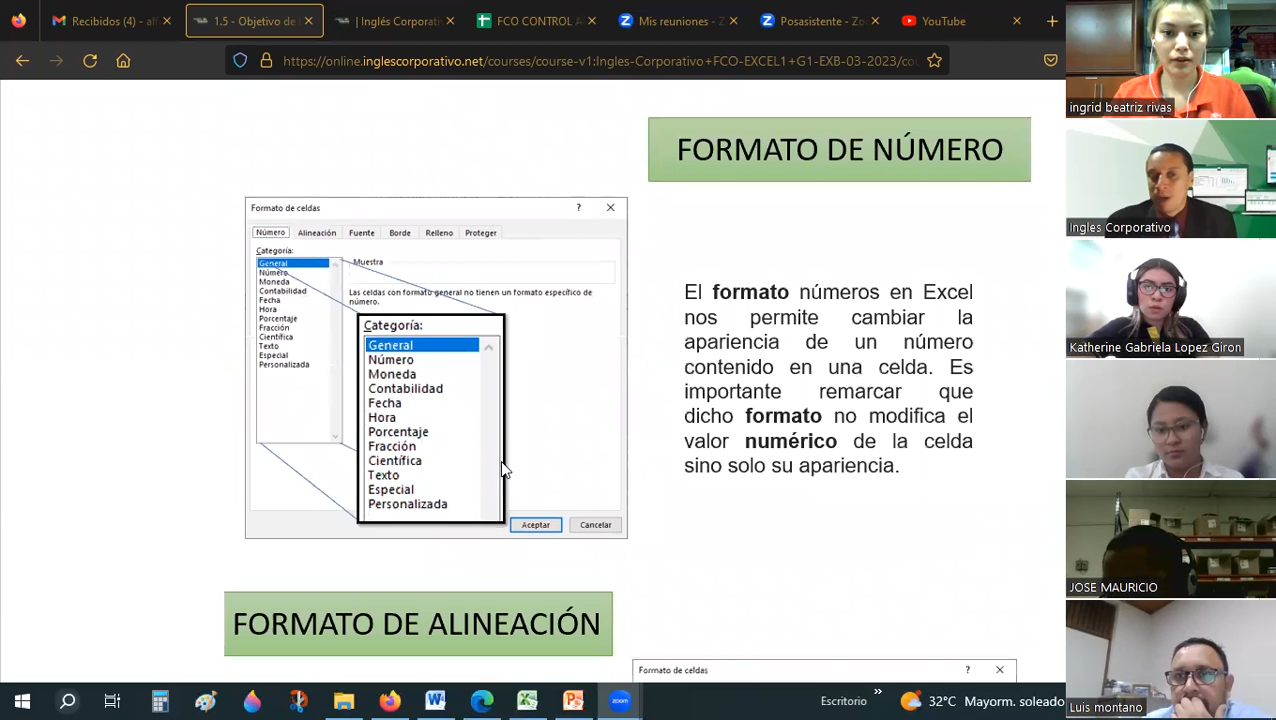 Recibidos (4) - alf
1.5 - Objetivo de
| Inglés Corporati
FCO CONTROL A
Mis reuniones - Z
Posasistente - Zo
YouTube
https://online.inglescorporativo.net/courses/course-v1:Ingles-Corporativo+FCO-EXCEL1+G1-EXB-03-2023/cou
FORMATO DE NÚMERO
Formato de celdas
?
Número Alineación Fuente Borde Relleno Proteger
Categoría:
General
Número
Moneda
Contabilidad
Fecha
Hora
Porcentaje
Fracción
Científica
Texto
Especial
Personalizada
Muestra
Las celdas con formato general no tienen un formato específico de
número.
Categoría:
General
Número
Moneda
Contabilidad
Fecha
Hora
Porcentaje
Fracción
Científica
Texto
Especial
Personalizada
Aceptar Cancelar
El formato números en Excel
nos permite cambiar la
apariencia de un número
contenido en una celda. Es
importante remarcar que
dicho formato no modifica el
valor numérico de la celda
sino solo su apariencia.
FORMATO DE ALINEACIÓN
Formato de celdas
?
ingrid beatriz rivas
Ingles Corporativo
Katherine Gabriela Lopez Giron
JOSE MAURICIO
Luis montano
Escritorio
32°C Mayorm. soleado